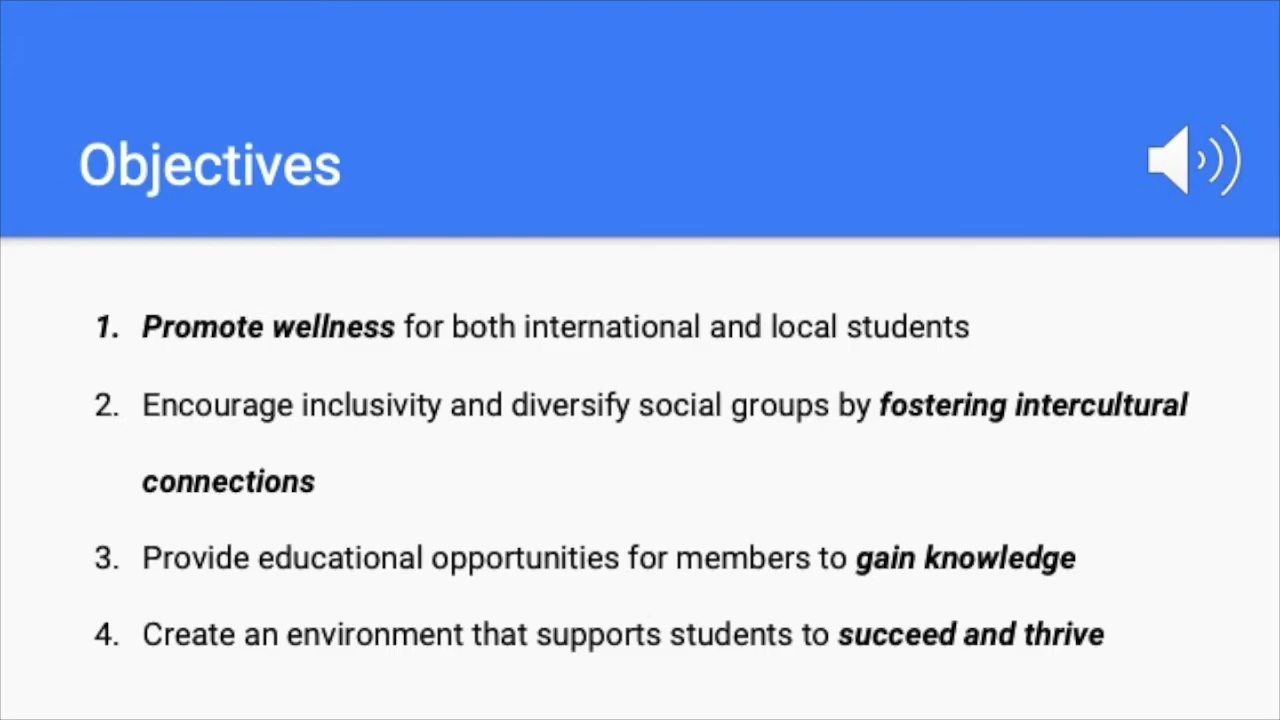 Objectives
1. Promote wellness for both international and local students
2. Encourage inclusivity and diversify social groups by fostering intercultural
connections
3. Provide educational opportunities for members to gain knowledge
4. Create an environment that supports students to succeed and thrive